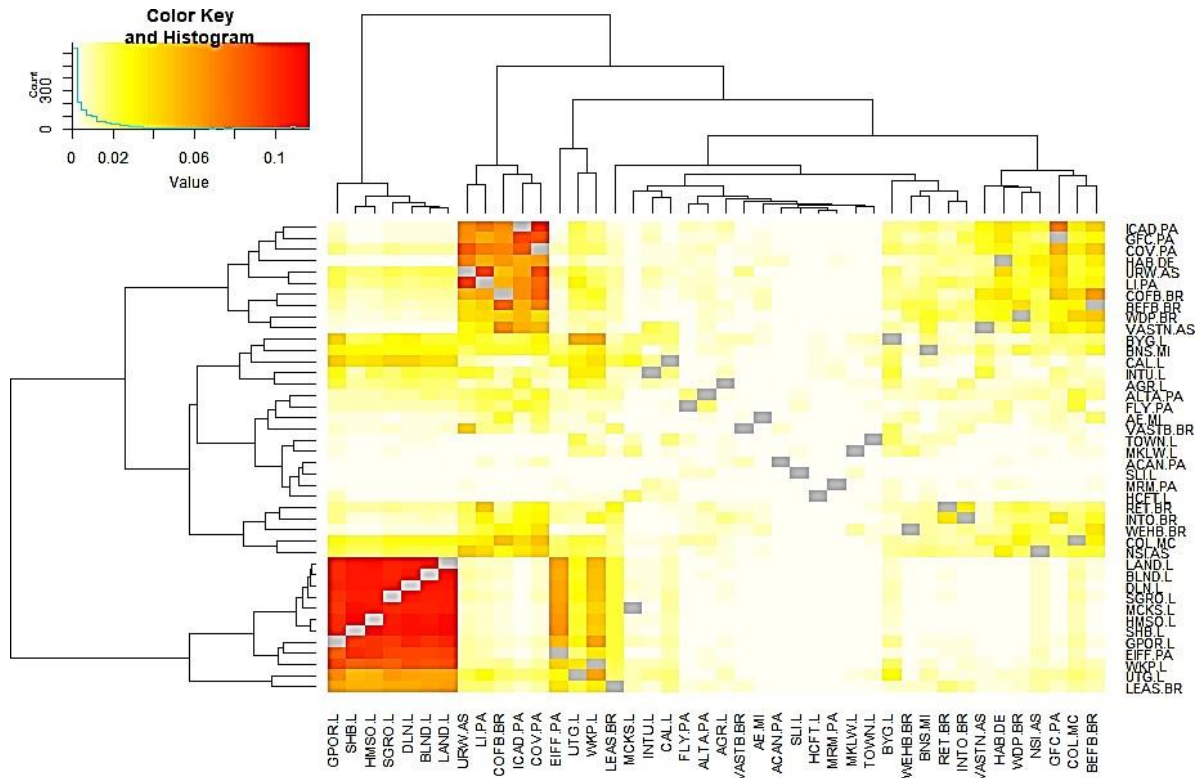 Color Key
and Histogram
Count
0 300
0 0.02 0.06 0.1
Value
ICAD.PA
GFC.PA
COV.PA
HAB.DE
URW.AS
LI.PA
COFB.BR
BEFB.BR
WDP.BR
VASTN.AS
BYG.L
BNS.MI
CAL.L
INTU.L
AGR.L
ALTA.PA
FLY.PA
AE.MI
VASTB.BR
TOWN.L
MKLW.L
ACAN.PA
SLI.L
MRM.PA
HCFT.L
RET.BR
INTO.BR
WEHB.BR
COL.MC
NSI.AS
LAND.L
BLND.L
DLN.L
SGRO.L
MCKS.L
HMSO.L
SHB.L
GPOR.L
EIFF.PA
WKP.L
UTG.L
LEAS.BR
GPOR.L
SHB.L
HMSO.L
SGRO.L
DLN.L
BLND.L
LAND.L
URW.AS
LI.PA
COFB.BR
ICAD.PA
COV.PA
EIFF.PA
UTG.L
WKP.L
LEAS.BR
MCKS.L
INTU.L
CAL.L
FLY.PA
ALTA.PA
AGR.L
VASTB.BR
AE.MI
ACAN.PA
SLI.L
HCFT.L
MRM.PA
MKLW.L
TOWN.L
BYG.L
WEHB.BR
BNS.MI
RET.BR
INTO.BR
VASTN.AS
HAB.DE
WDP.BR
NSI.AS
GFC.PA
COL.MC
BEFB.BR